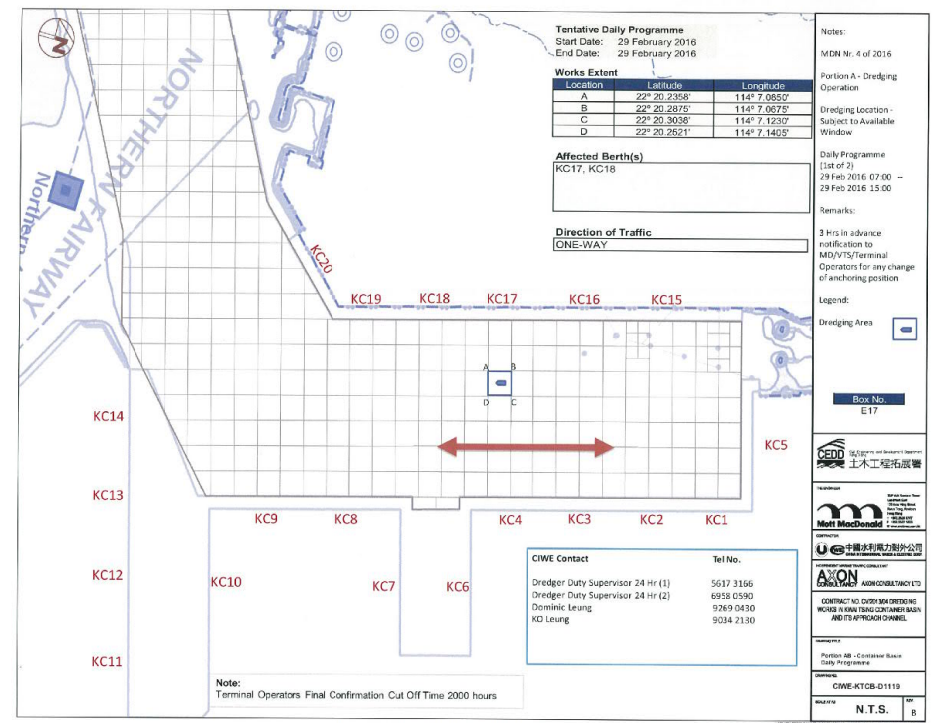 N
NORTHERN FAIRWAY
Northern
Tentative Daily Programme
Start Date: 29 February 2016
End Date: 29 February 2016
Works Extent
Location Latitude Longitude
A 22° 20.2358' 114° 7.0850'
B 22° 20.2875' 114° 7.0675'
C 22° 20.3038' 114° 7.1230'
D 22° 20.2521' 114° 7.1405'
Affected Berth(s)
KC17, KC18
Direction of Traffic
ONE-WAY
KC20
KC19 KC18 KC17 KC16 KC15
A B
D C
KC14
KC5
KC13
KC9 KC8 KC4 KC3 KC2 KC1
KC12
KC10
KC7 KC6
KC11
CIWE Contact Tel No.
Dredger Duty Supervisor 24 Hr (1) 5617 3166
Dredger Duty Supervisor 24 Hr (2) 6958 0590
Dominic Leung 9269 0430
KO Leung 9034 2130
Note:
Terminal Operators Final Confirmation Cut Off Time 2000 hours
Notes:
MDN Nr. 4 of 2016
Portion A - Dredging
Operation
Dredging Location -
Subject to Available
Window
Daily Programme
(1st of 2)
29 Feb 2016 07:00 --
29 Feb 2016 15:00
Remarks:
3 Hrs in advance
notification to
MD/VTS/Terminal
Operators for any change
of anchoring position
Legend:
Dredging Area
Box No.
E17
CEDD
土木工程拓展署
Mott MacDonald
CONTRACTOR
中國水利電力對外公司
AXON
CONSULTANCY
AXON CONSULTANCY LTD
CONTRACT NO. CV/2013/04 DREDGING
WORKS IN KWAI TSING CONTAINER BASIN
AND ITS APPROACH CHANNEL
Portion AB - Container Basin
Daily Programme
CIWE-KTCB-D1119
N.T.S.
REV
B